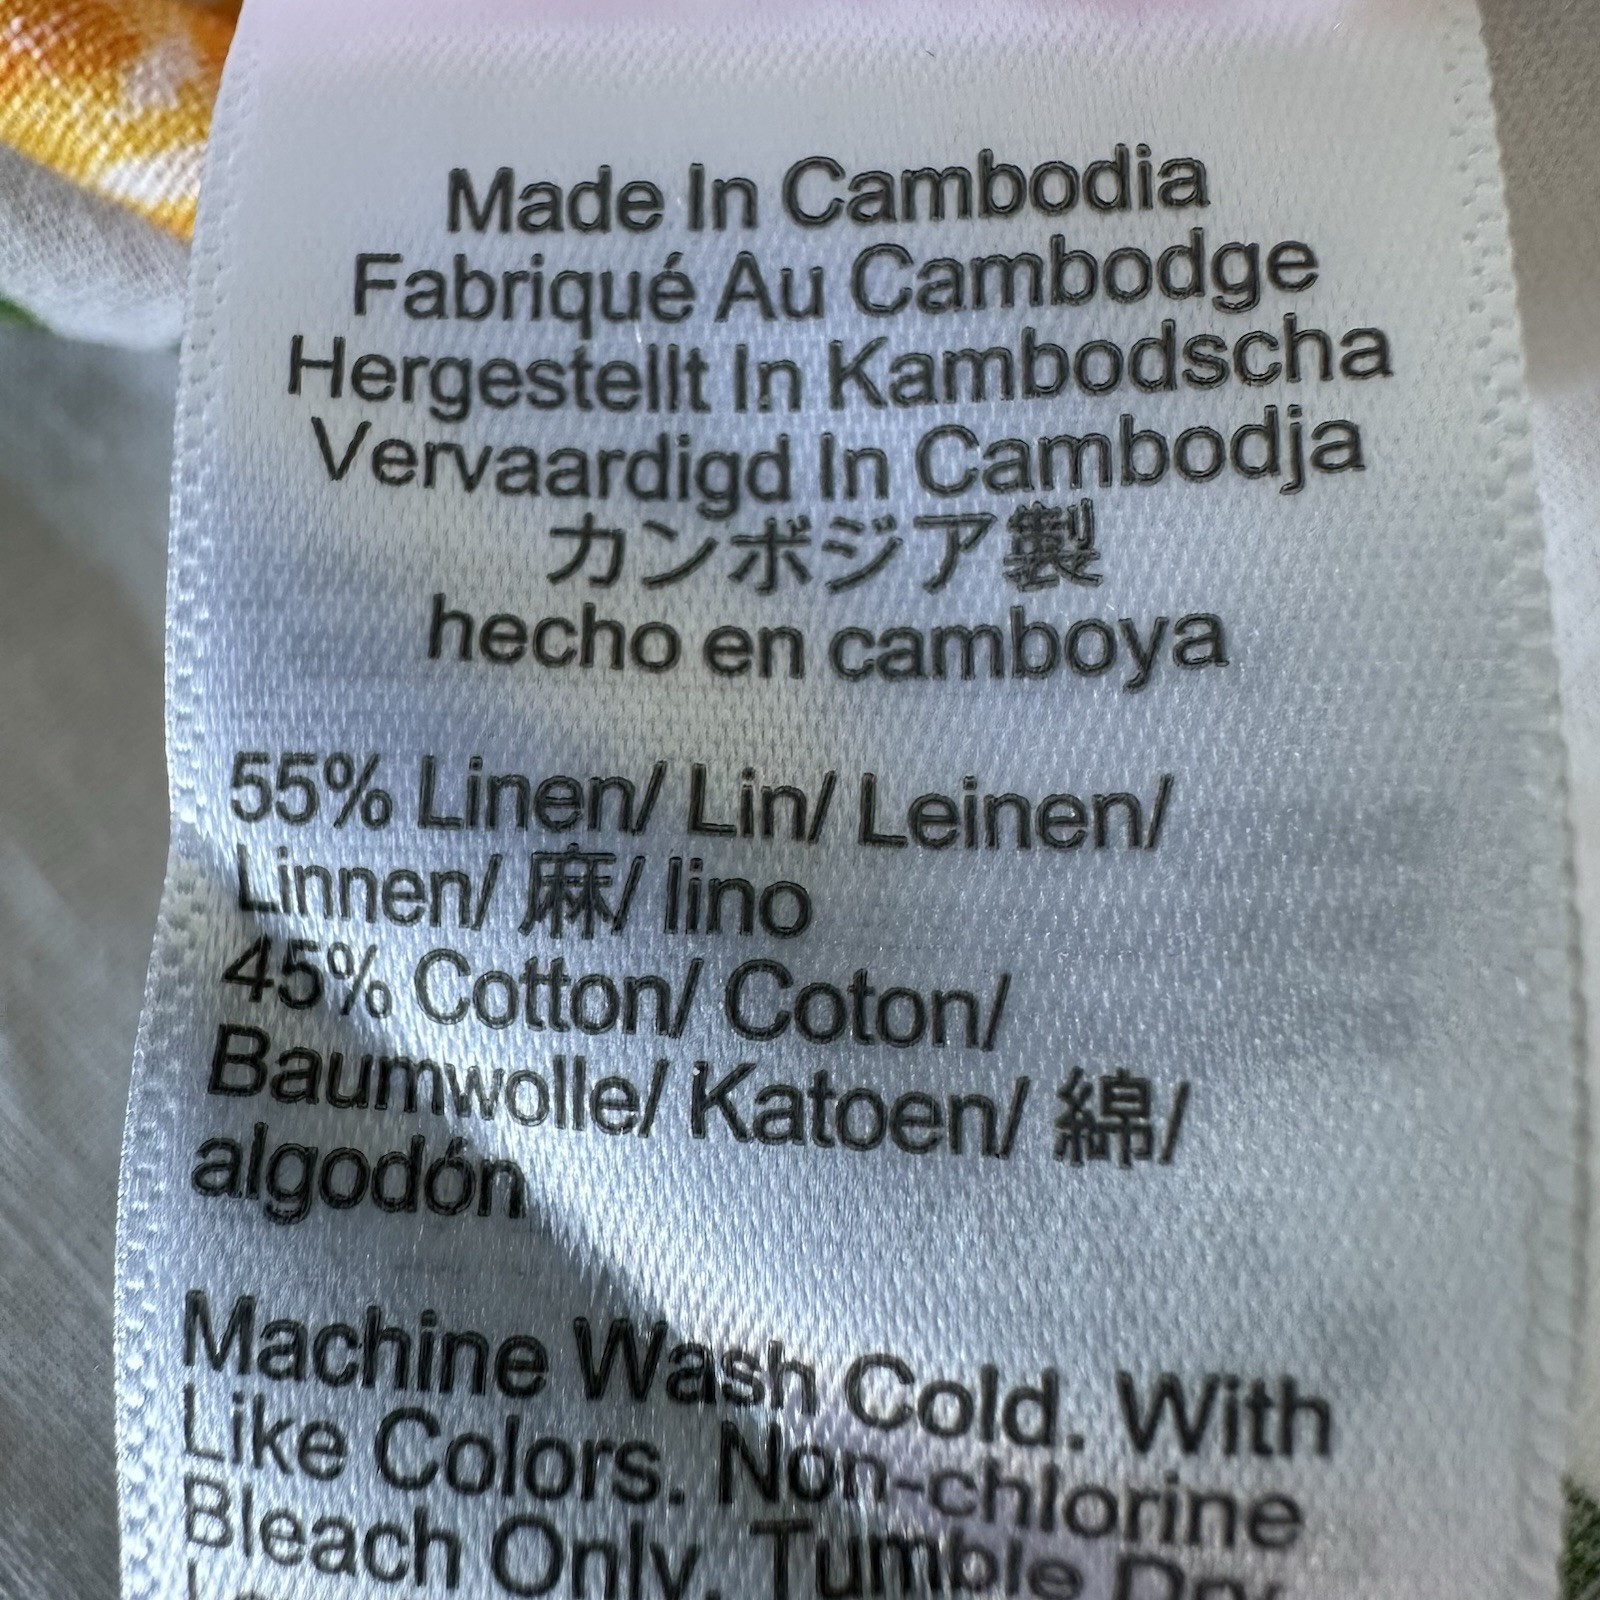 Made In Cambodia
Fabriqué Au Cambodge
Hergestellt In Kambodscha
Vervaardigd In Cambodja
カンボジア製
hecho en camboya
55% Linen/ Lin/ Leinen/
Linnen/ 麻/ lino
45% Cotton/ Coton/
Baumwolle/ Katoen/ 綿/
algodón
Machine Wash Cold. With
Like Colors. Non-chlorine
Bleach Only. Tumble Dry